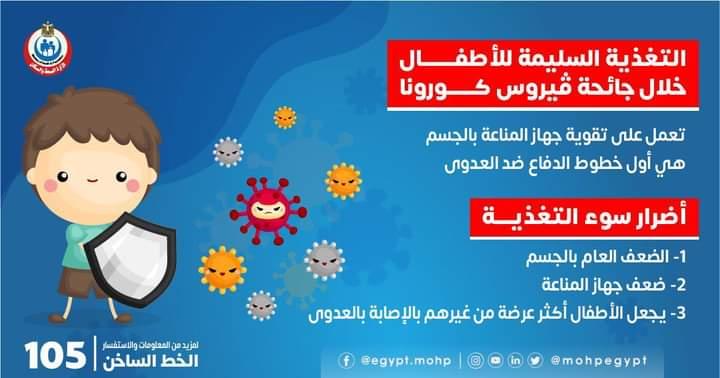 التغذية السليمة للأطفال
خلال جائحة ڤيروس كورونا
تعمل على تقوية جهاز المناعة بالجسم
هي أول خطوط الدفاع ضد العدوى
أضرار سوء التغذية
1- الضعف العام بالجسم
2- ضعف جهاز المناعة
3- يجعل الأطفال أكثر عرضة من غيرهم بالإصابة بالعدوى
لمزيد من المعلومات والاستفسار
الخط الساخن
105
@egypt.mohp
@mohpegypt